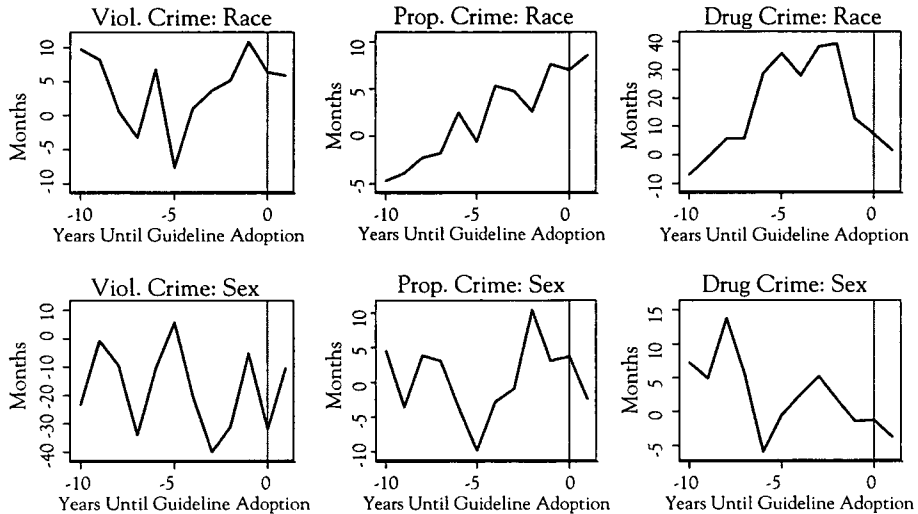 Viol. Crime: Race
Prop. Crime: Race
Drug Crime: Race
Months
10
5
0
-5
-10
-10
-5
0
Years Until Guideline Adoption
Months
10
5
0
-5
-10
-5
0
Years Until Guideline Adoption
Months
40
30
20
10
0
-10
-10
-5
0
Years Until Guideline Adoption
Viol. Crime: Sex
Prop. Crime: Sex
Drug Crime: Sex
Months
10
0
-10
-20
-30
-40
-10
-5
0
Years Until Guideline Adoption
Months
10
5
0
-5
-10
-10
-5
0
Years Until Guideline Adoption
Months
15
10
5
0
-5
-10
-5
0
Years Until Guideline Adoption